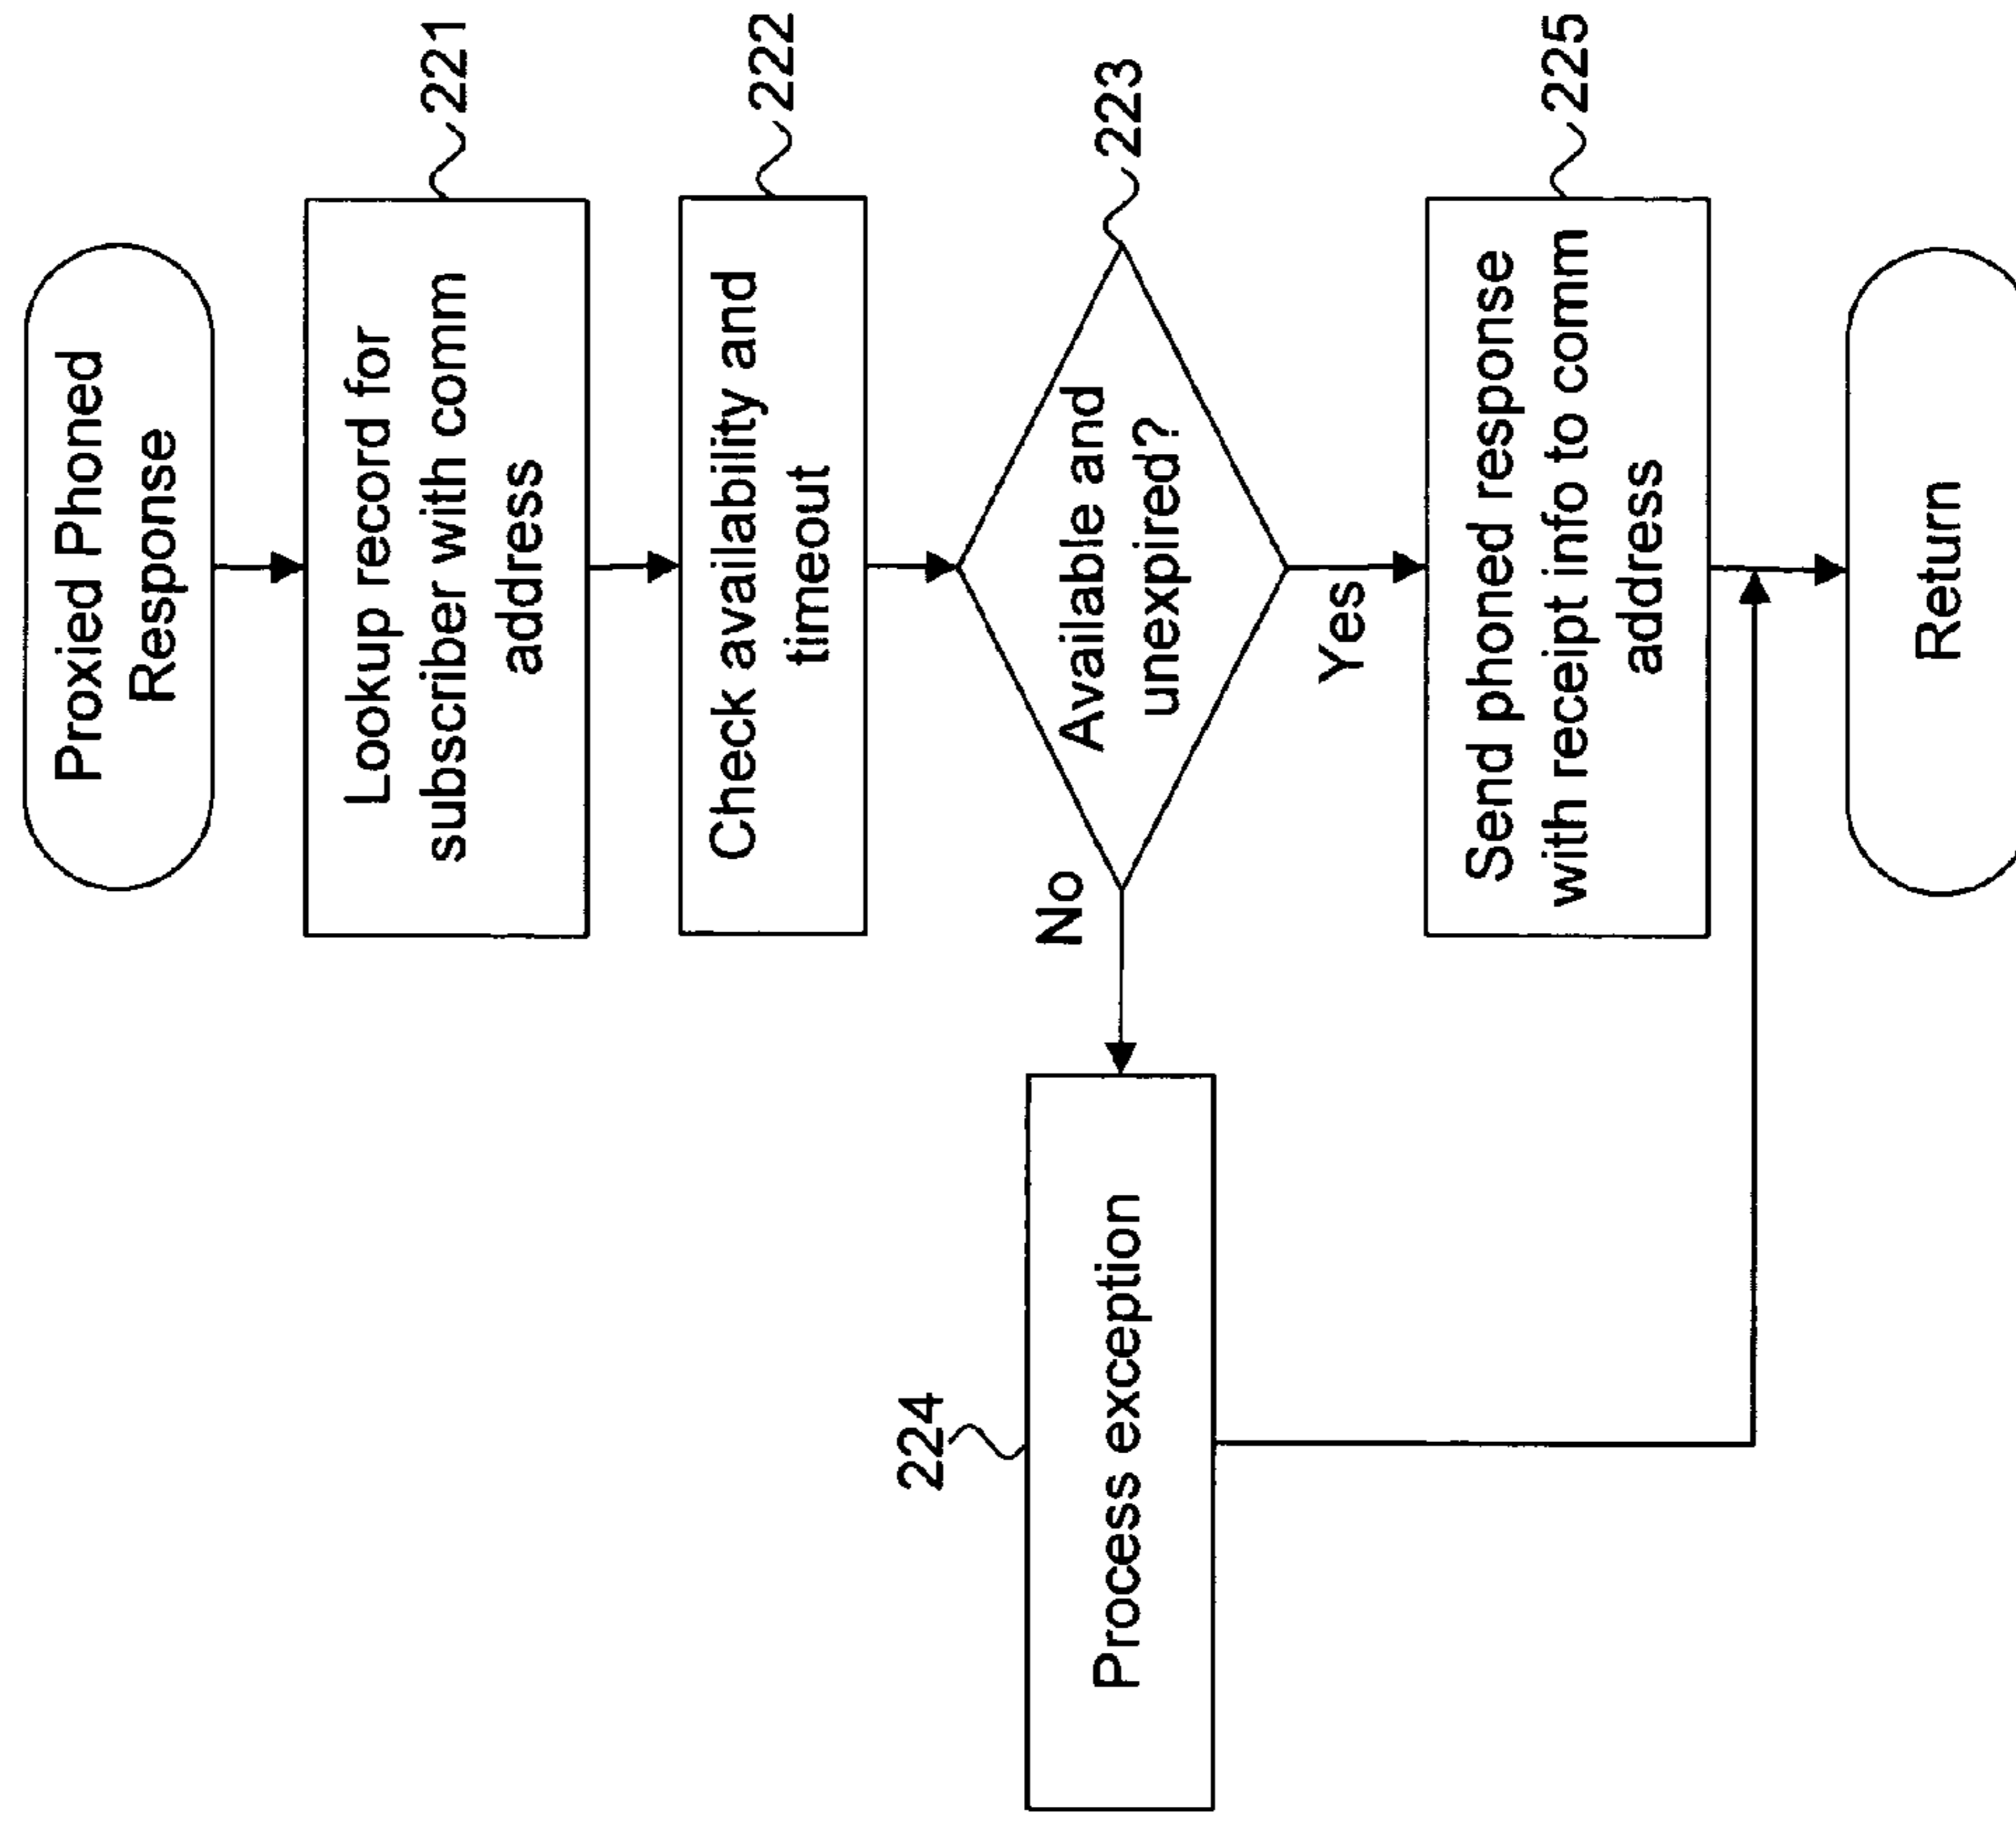 Proxied Phoned
Response
Lookup record for
subscriber with comm
address
221
Check availability and
timeout
222
Available and
unexpired?
223
No
Yes
Process exception
224
Send phoned response
with receipt info to comm
address
225
Return